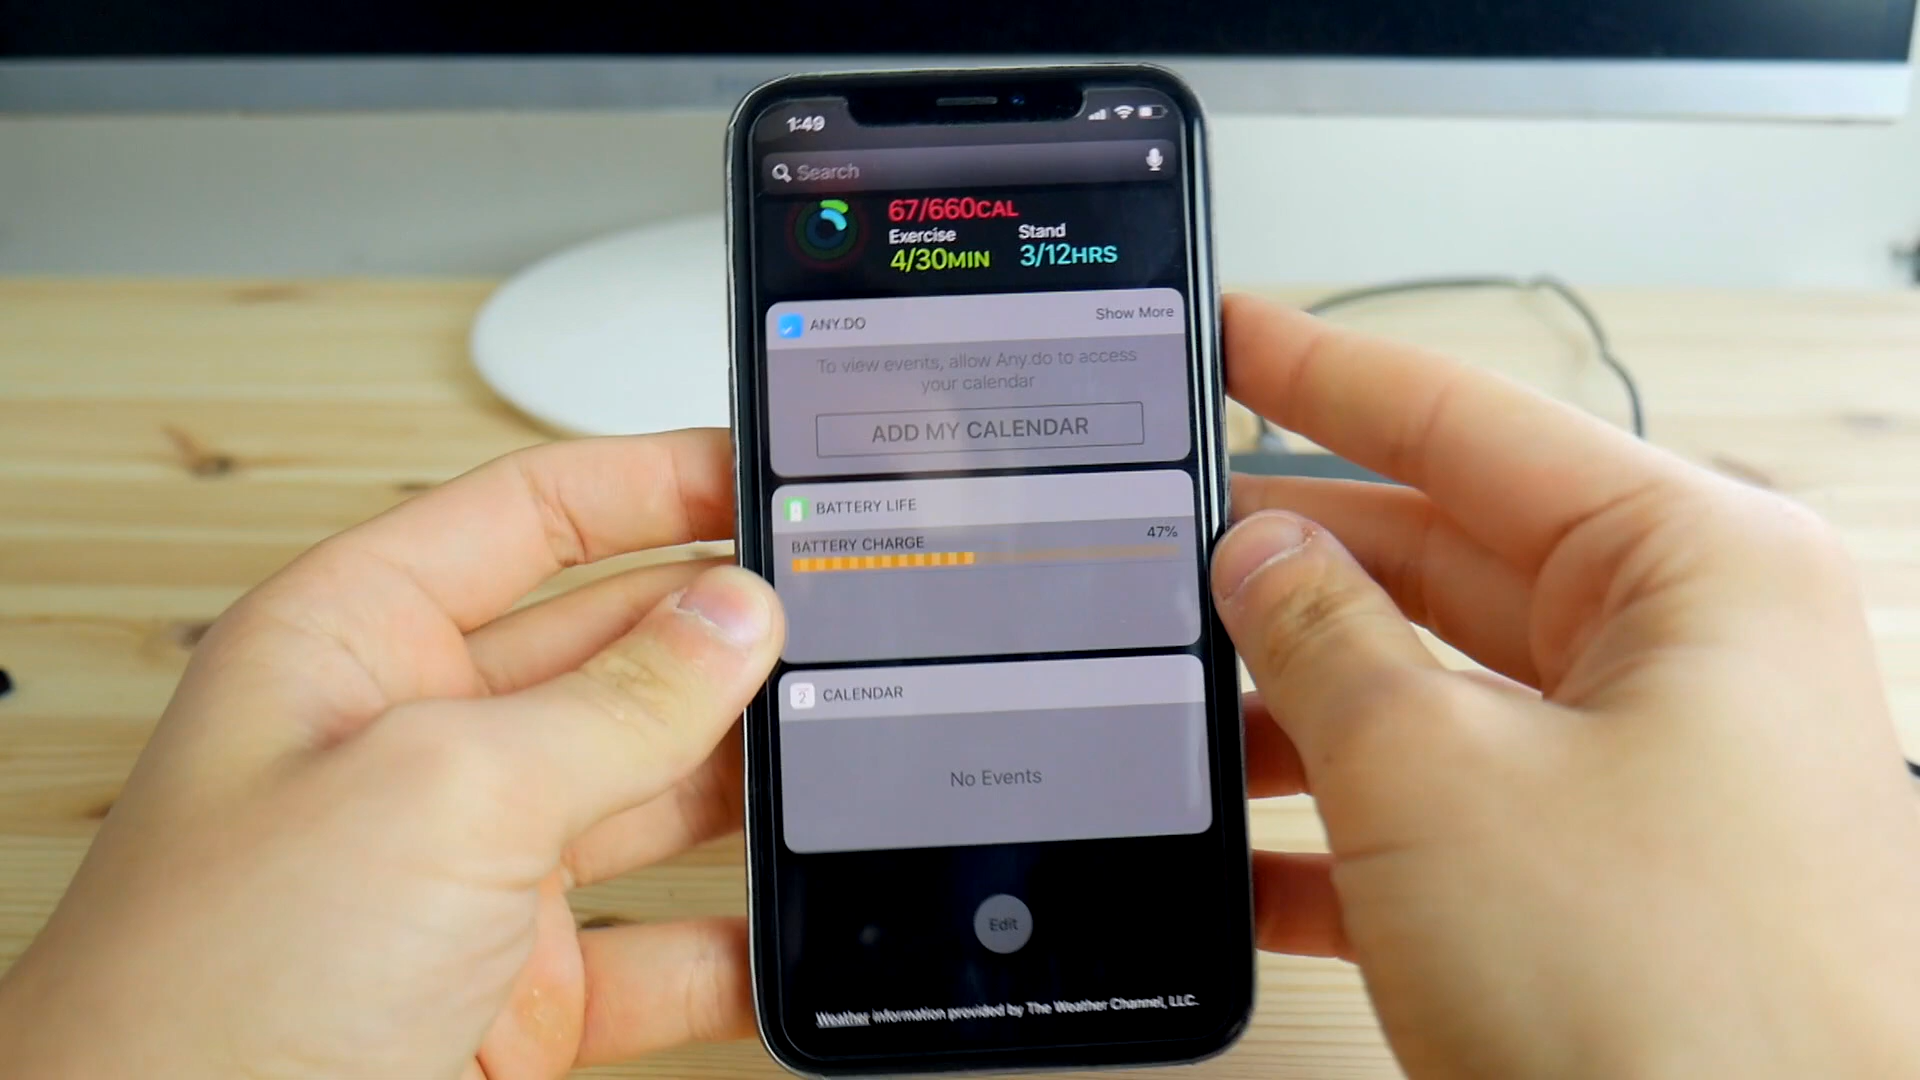 1:49
Search
67/660CAL
Exercise Stand
4/30MIN 3/12HRS
ANY.DO Show More
To view events, allow Any.do to access
your calendar
ADD MY CALENDAR
BATTERY LIFE
BATTERY CHARGE 47%
2 CALENDAR
No Events
Edit
Weather information provided by The Weather Channel, LLC.